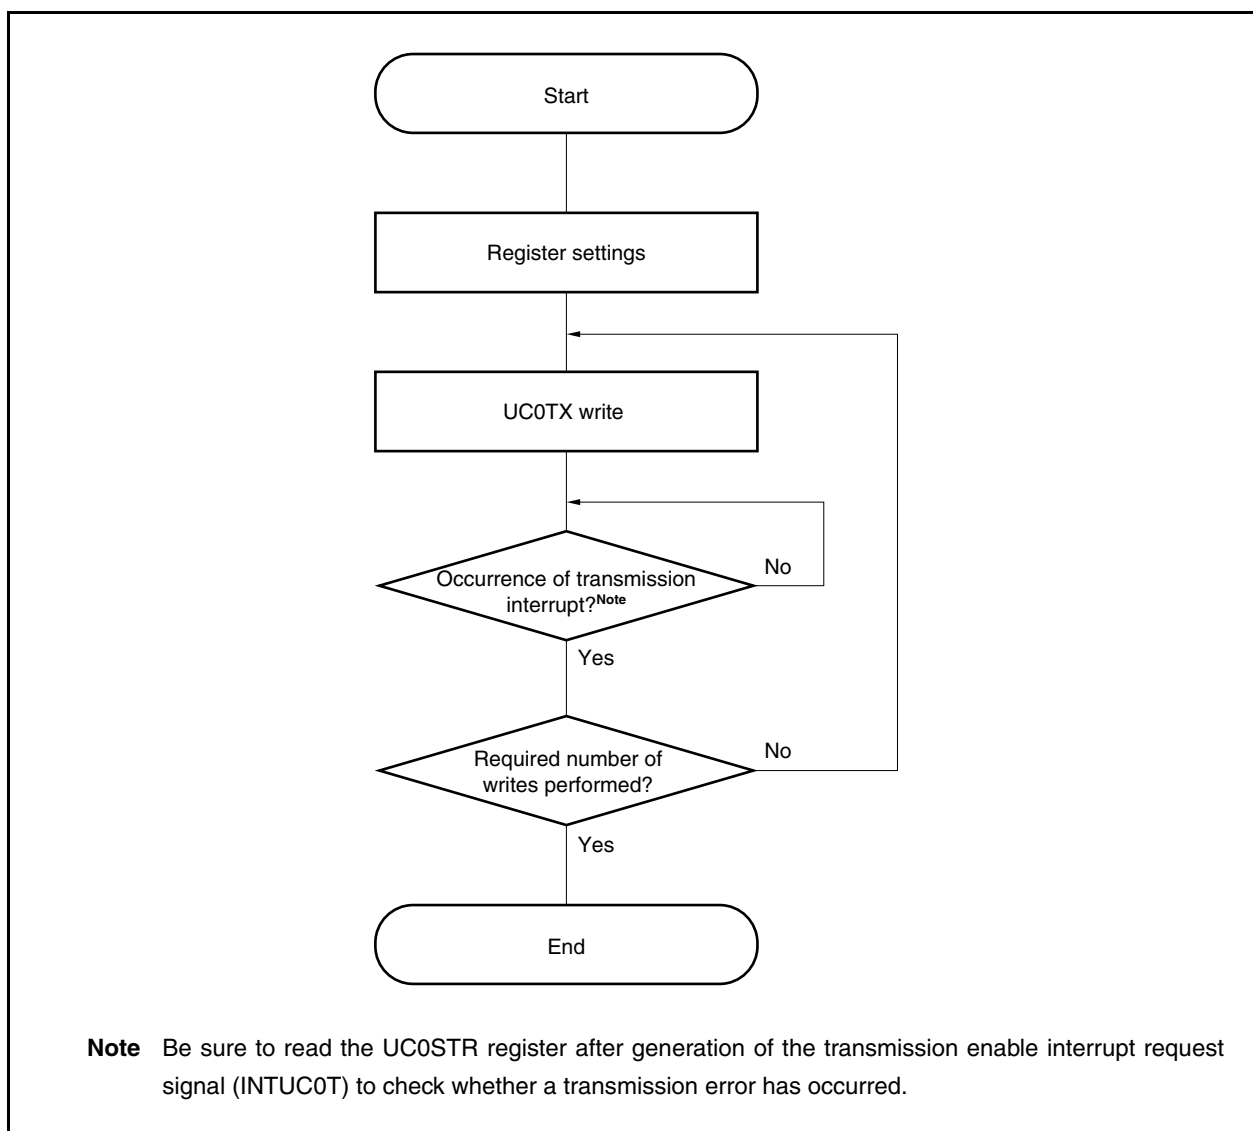 Start
Register settings
UC0TX write
Occurrence of transmission
interrupt?Note
No
Yes
Required number of
writes performed?
No
Yes
End
Note Be sure to read the UC0STR register after generation of the transmission enable interrupt request
signal (INTUC0T) to check whether a transmission error has occurred.